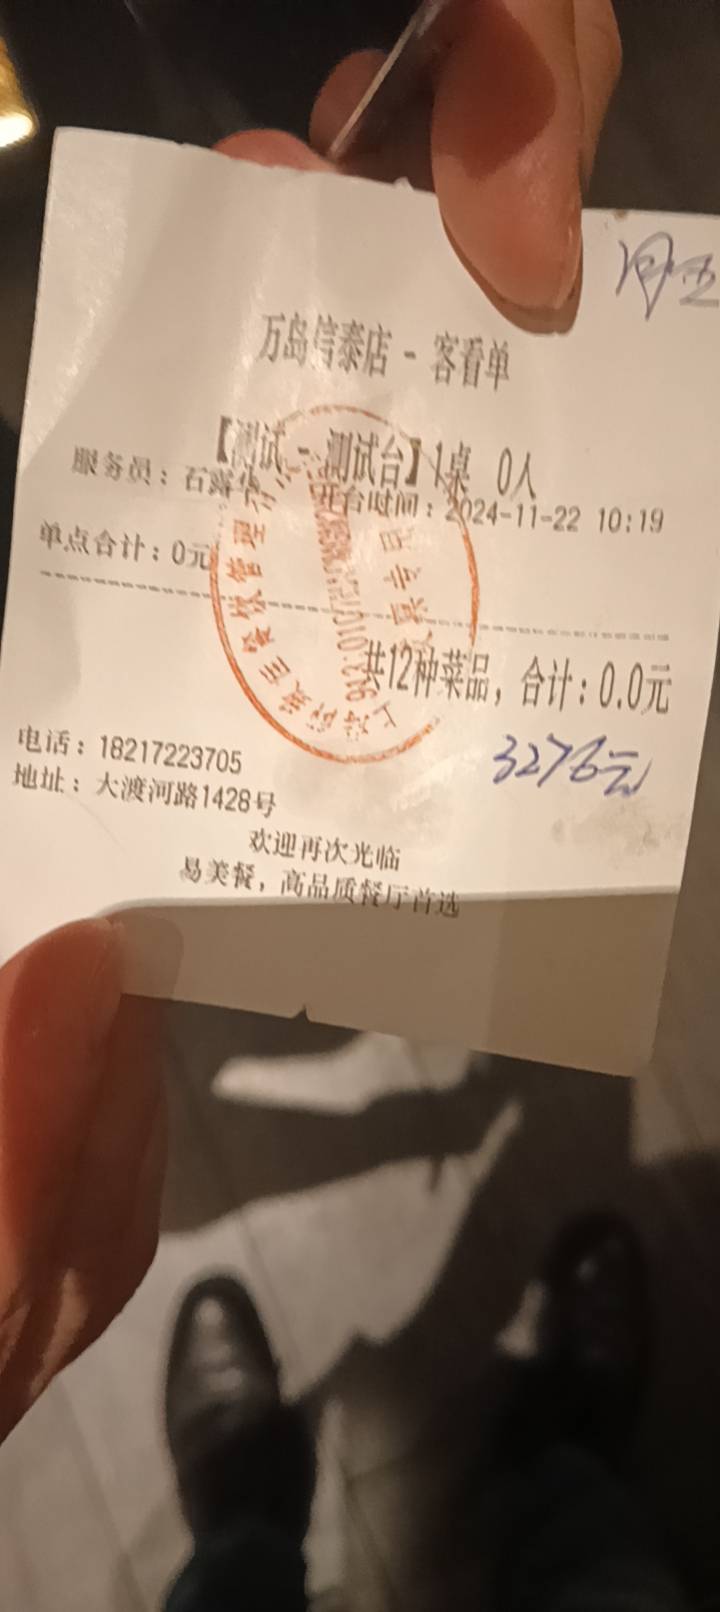 万岛信泰店 - 客看单
【测试 - 测试台】1桌 0人
服务员：石露华 开台时间：2024-11-22 10:19
单点合计：0元
共12种菜品，合计：0.0元
3276元
电话：18217223705
地址：大渡河路1428号
欢迎再次光临
易美餐，高品质餐厅首选